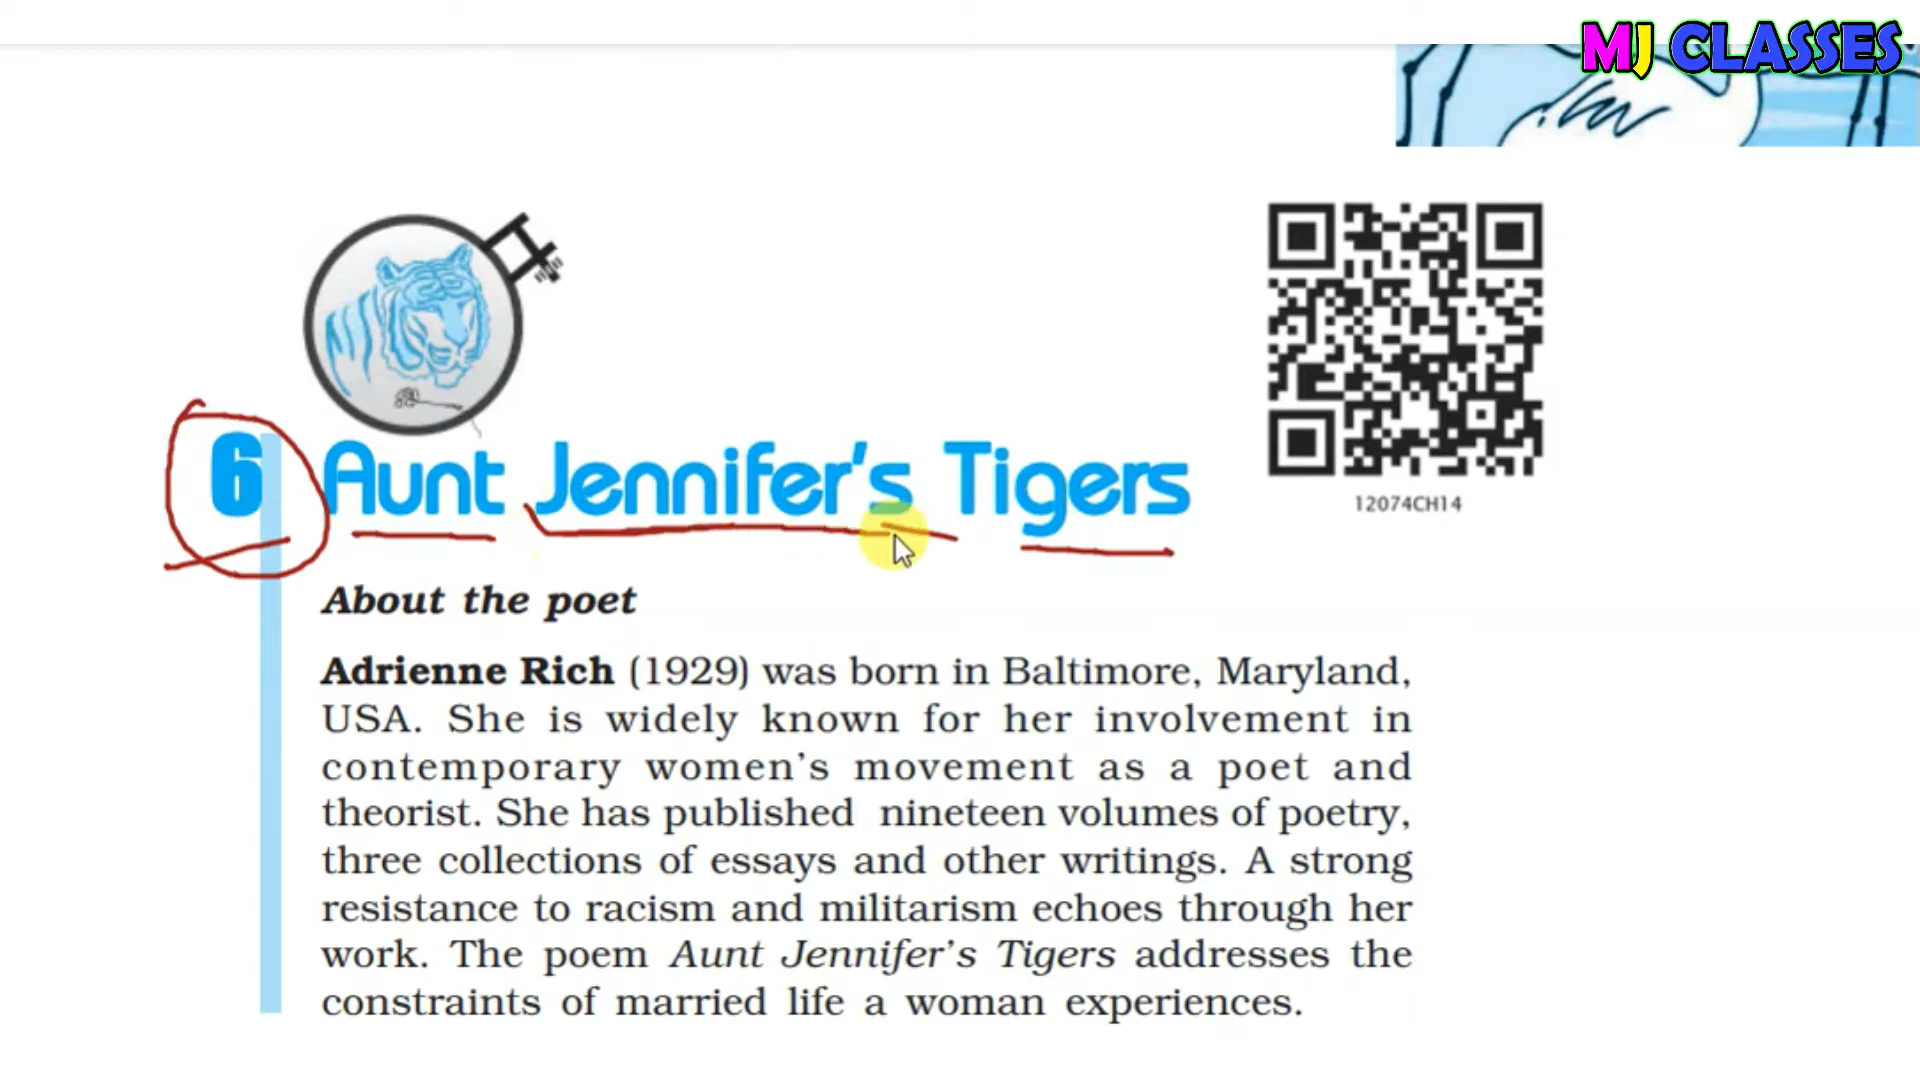 MJ CLASSES
12074CH14
6 Aunt Jennifer's Tigers
About the poet
Adrienne Rich (1929) was born in Baltimore, Maryland,
USA. She is widely known for her involvement in
contemporary women's movement as a poet and
theorist. She has published nineteen volumes of poetry,
three collections of essays and other writings. A strong
resistance to racism and militarism echoes through her
work. The poem Aunt Jennifer's Tigers addresses the
constraints of married life a woman experiences.